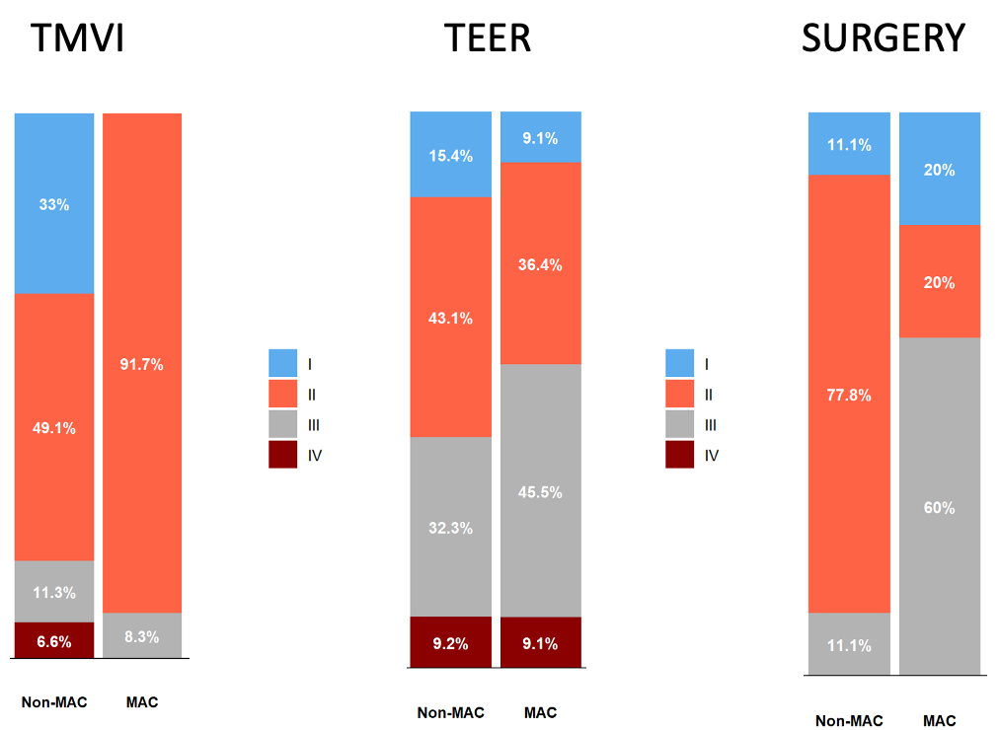 TMVI
TEER
SURGERY
33%
49.1%
11.3%
6.6%
91.7%
8.3%
Non-MAC
MAC
I
II
III
IV
15.4%
43.1%
32.3%
9.2%
9.1%
36.4%
45.5%
9.1%
Non-MAC
MAC
I
II
III
IV
11.1%
77.8%
11.1%
20%
20%
60%
Non-MAC
MAC